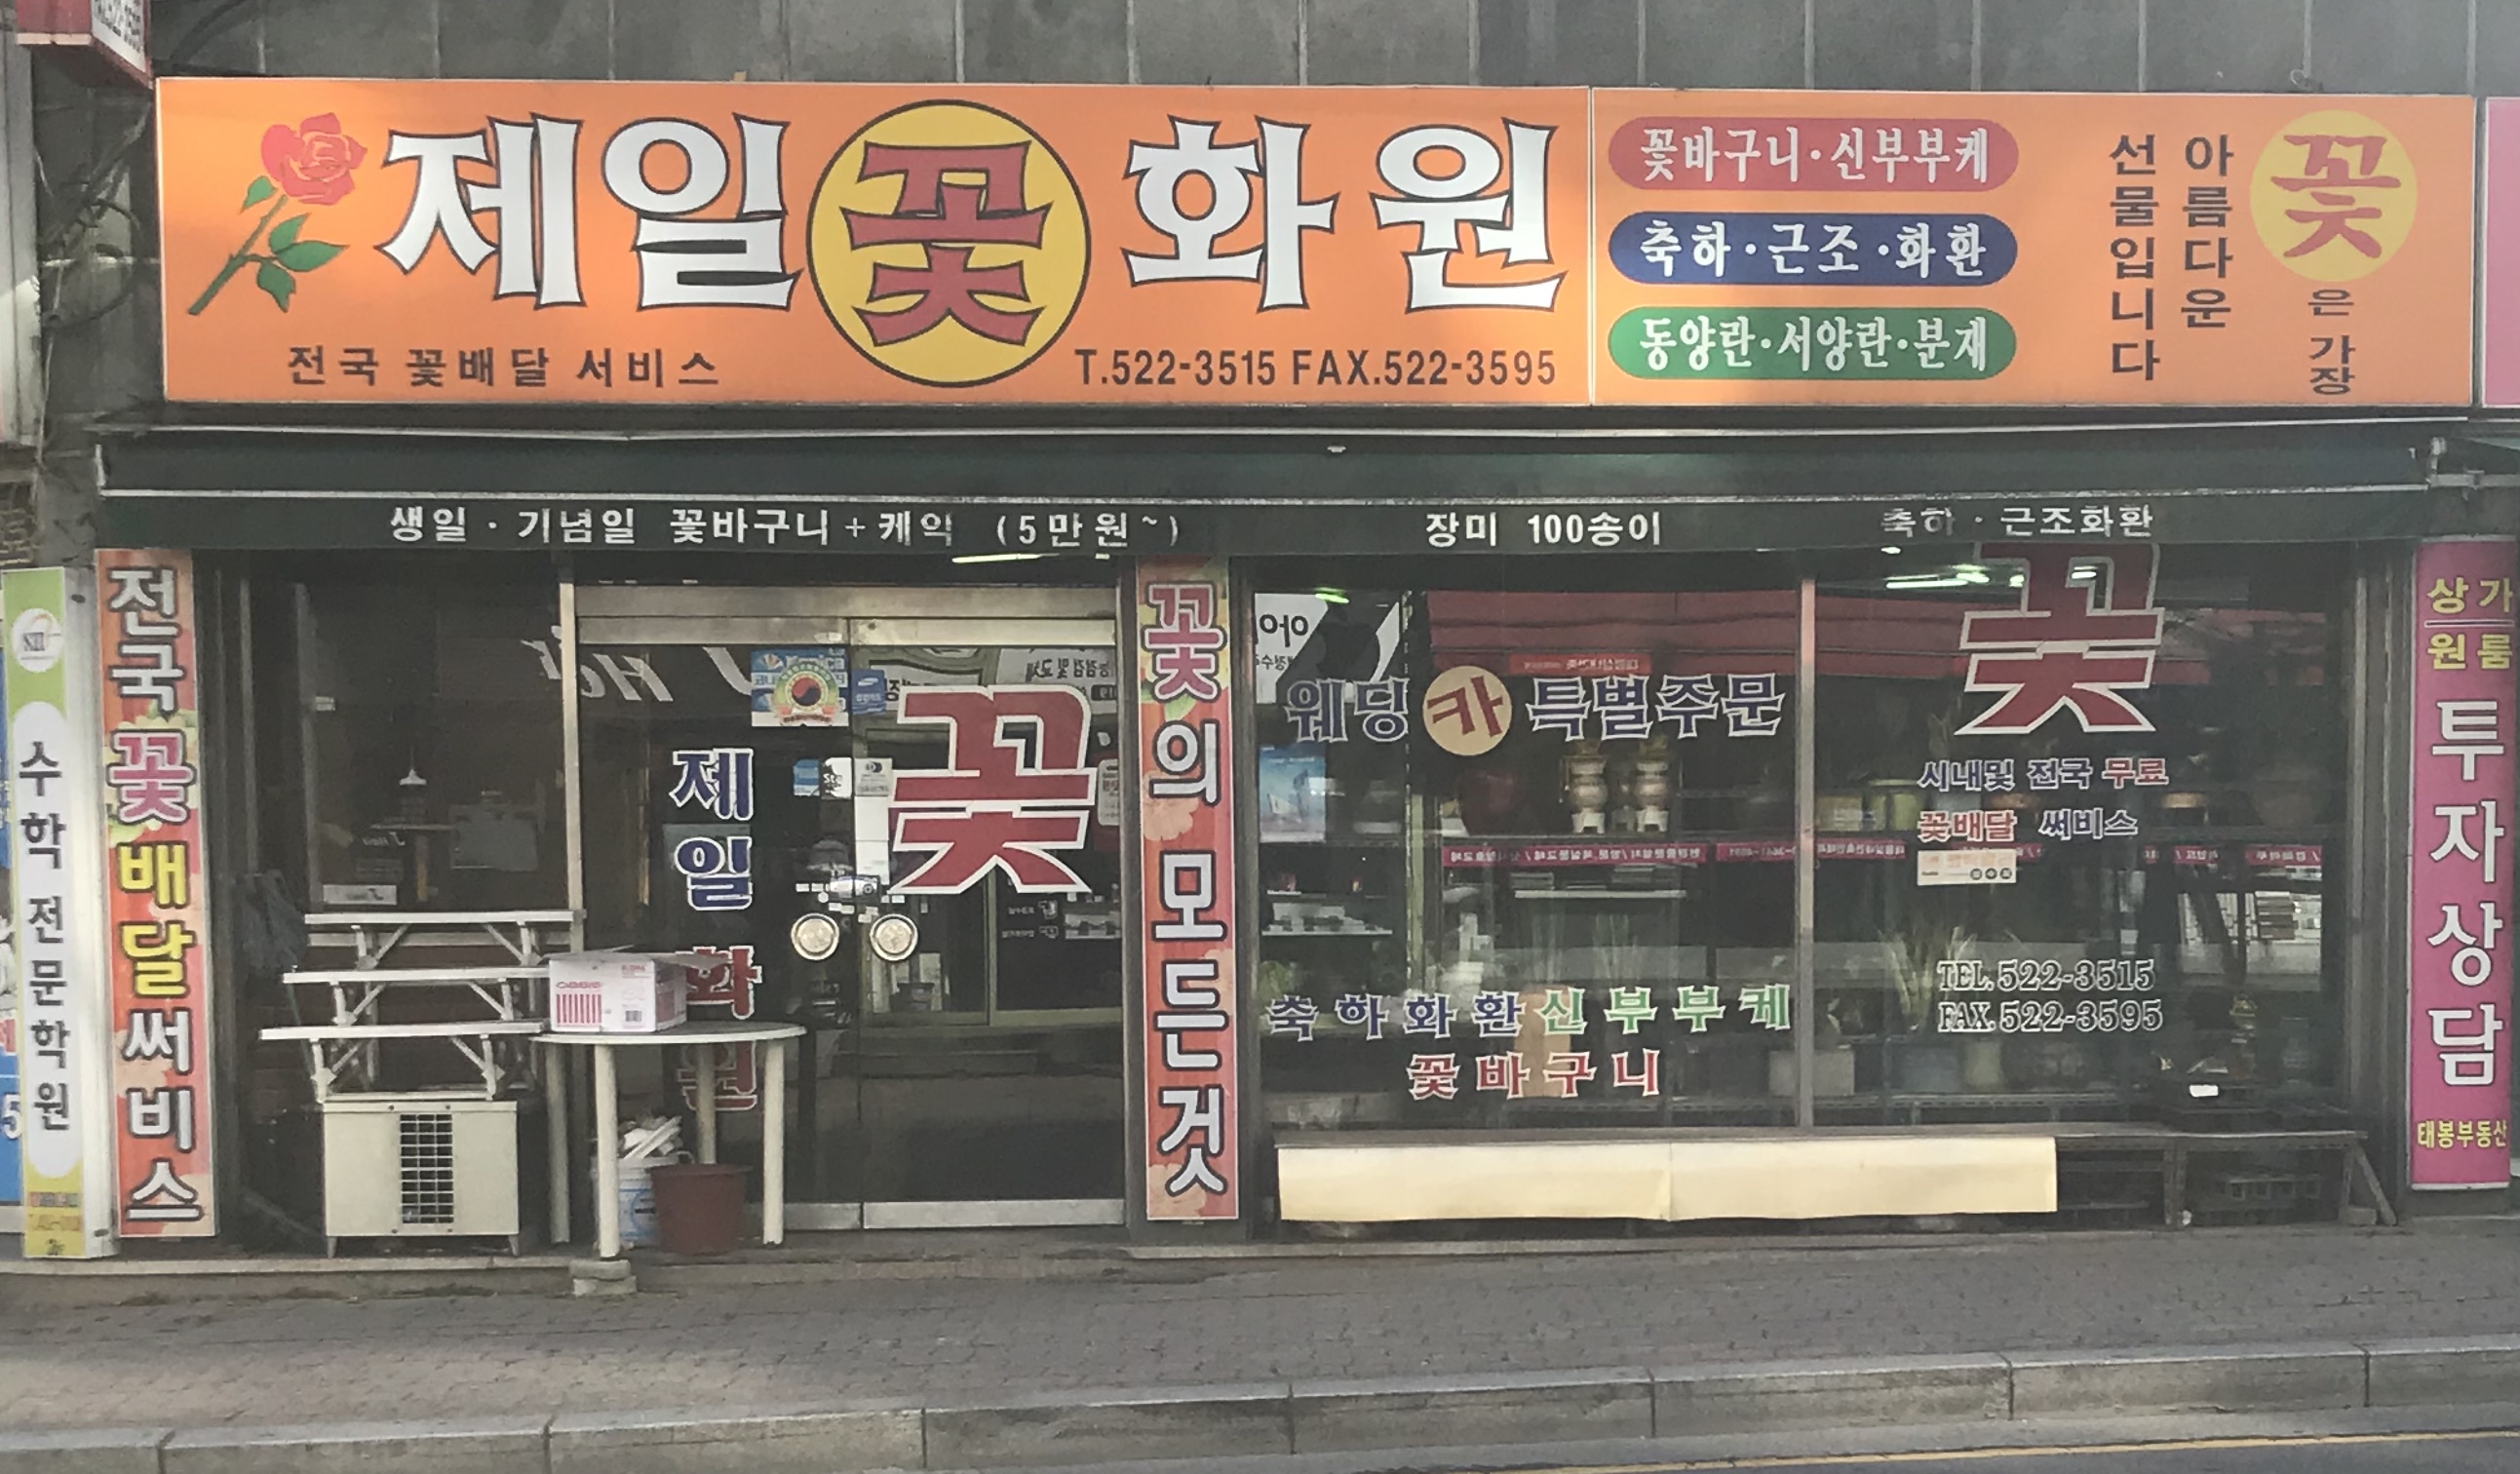 제일꽃화원
전국 꽃배달 서비스
T.522-3515 FAX.522-3595
꽃바구니·신부부케
축하·근조·화환
동양란·서양란·분재
꽃은 가장
아름다운
선물입니다
생일·기념일 꽃바구니+케익 (5만원~)
장미 100송이
축하·근조화환
수학전문학원
전국꽃배달써비스
제일화원
꽃
꽃의 모든것
웨딩카특별주문
축하화환신부부케
꽃바구니
꽃
시내및 전국 무료
꽃배달 써비스
TEL.522-3515
FAX.522-3595
상가
원룸
투자상담
태봉부동산